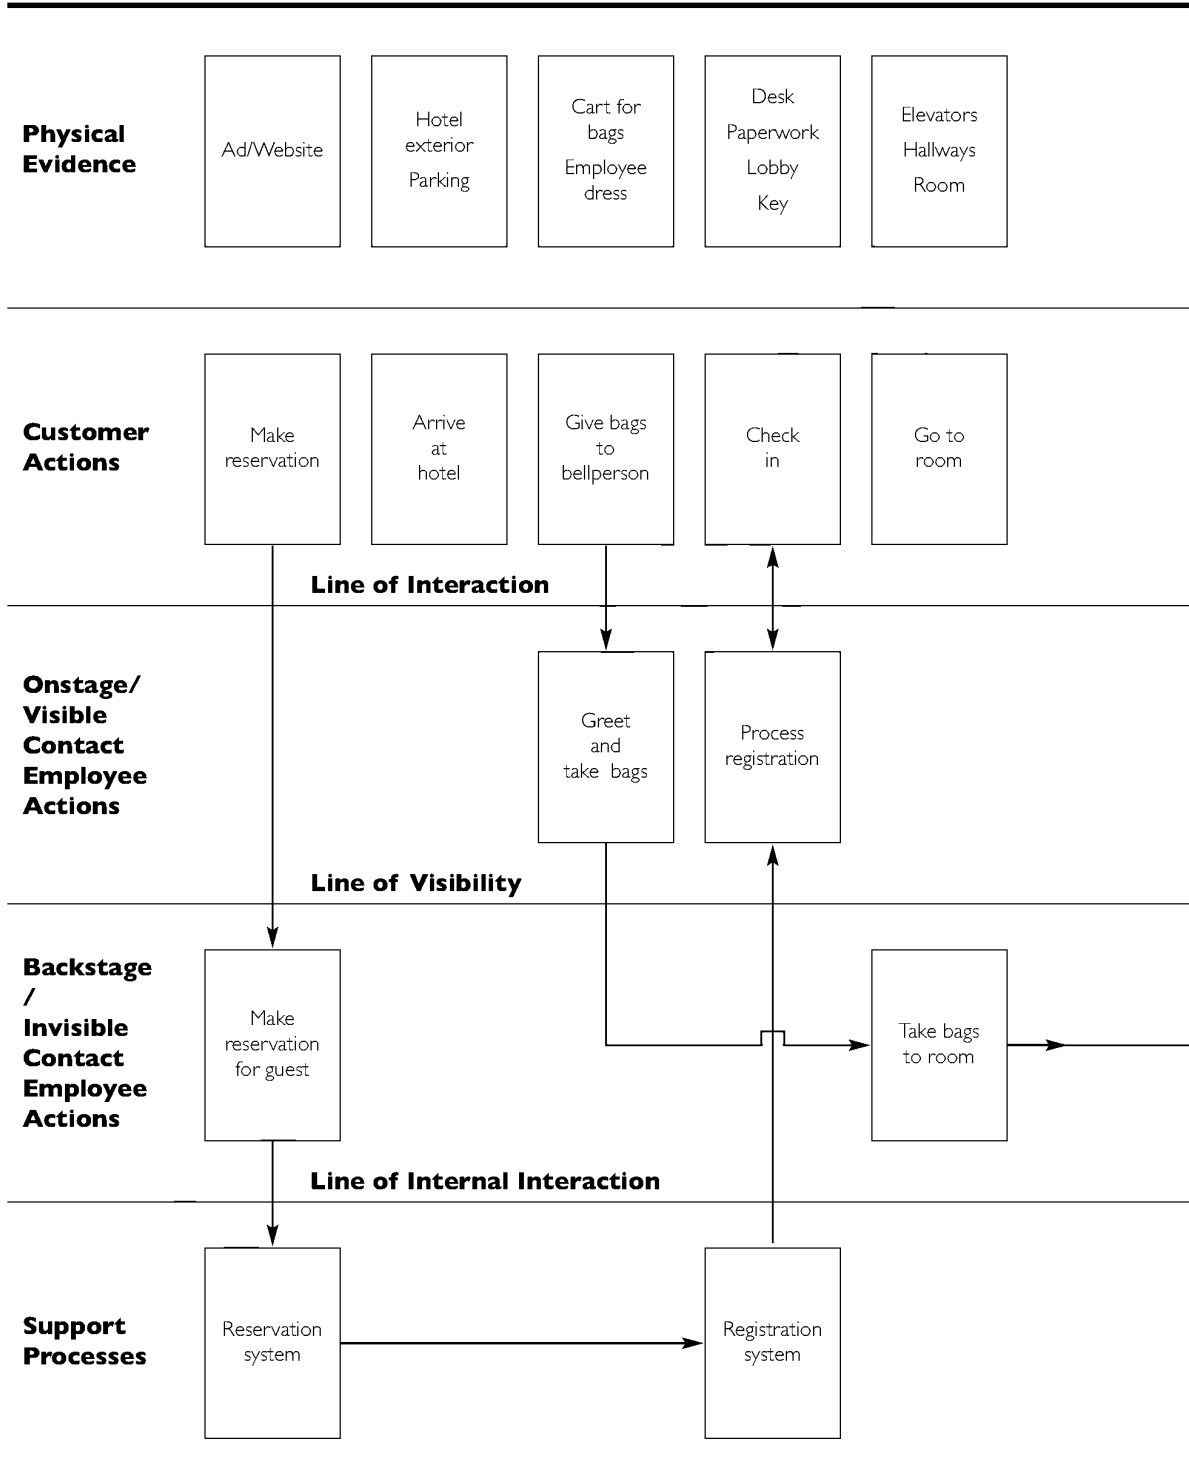 Physical
Evidence
Ad/Website
Hotel
exterior
Parking
Cart for
bags
Employee
dress
Desk
Paperwork
Lobby
Key
Elevators
Hallways
Room
Customer
Actions
Make
reservation
Arrive
at
hotel
Give bags
to
bellperson
Check
in
Go to
room
Line of Interaction
Onstage/
Visible
Contact
Employee
Actions
Greet
and
take bags
Process
registration
Line of Visibility
Backstage
/
Invisible
Contact
Employee
Actions
Make
reservation
for guest
Take bags
to room
Line of Internal Interaction
Support
Processes
Reservation
system
Registration
system